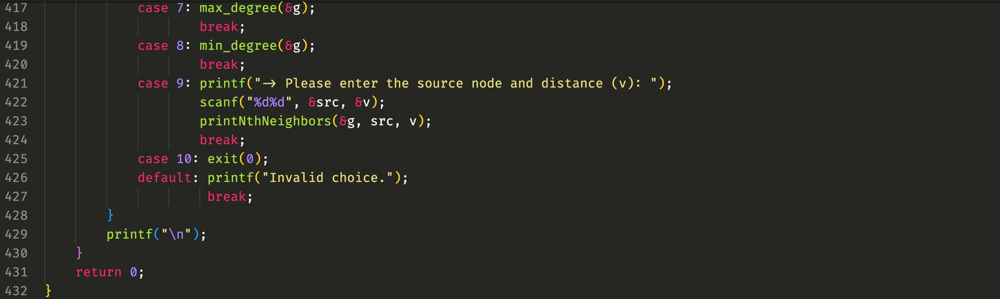 417 case 7: max_degree(&g);
418 break;
419 case 8: min_degree(&g);
420 break;
421 case 9: printf("-> Please enter the source node and distance (v): ");
422 scanf("%d%d", &src, &v);
423 printNthNeighbors(&g, src, v);
424 break;
425 case 10: exit(0);
426 default: printf("Invalid choice.");
427 break;
428 }
429 printf("\n");
430 }
431 return 0;
432 }